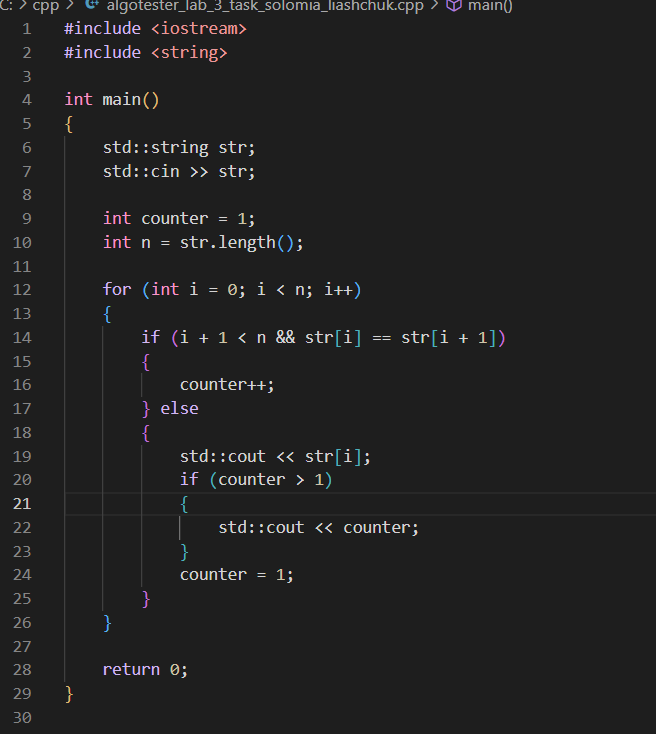 C: > cpp > algotester_lab_3_task_solomia_liashchuk.cpp > main()
1 #include <iostream>
2 #include <string>
3
4 int main()
5 {
6     std::string str;
7     std::cin >> str;
8
9     int counter = 1;
10     int n = str.length();
11
12     for (int i = 0; i < n; i++)
13     {
14         if (i + 1 < n && str[i] == str[i + 1])
15         {
16             counter++;
17         } else
18         {
19             std::cout << str[i];
20             if (counter > 1)
21             {
22                 std::cout << counter;
23             }
24             counter = 1;
25         }
26     }
27
28     return 0;
29 }
30